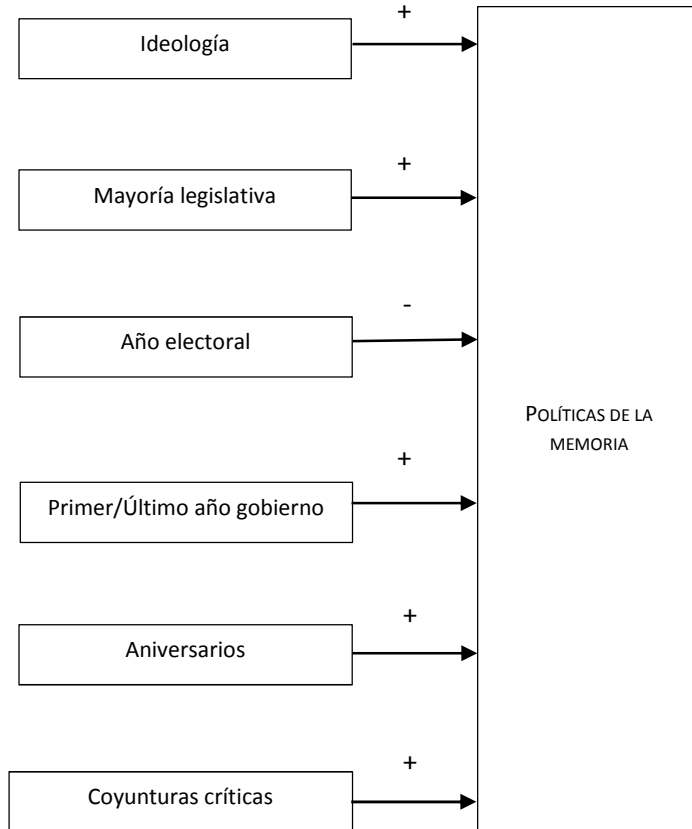 +
Ideología
+
Mayoría legislativa
-
Año electoral
POLÍTICAS DE LA
MEMORIA
+
Primer/Último año gobierno
+
Aniversarios
+
Coyunturas críticas